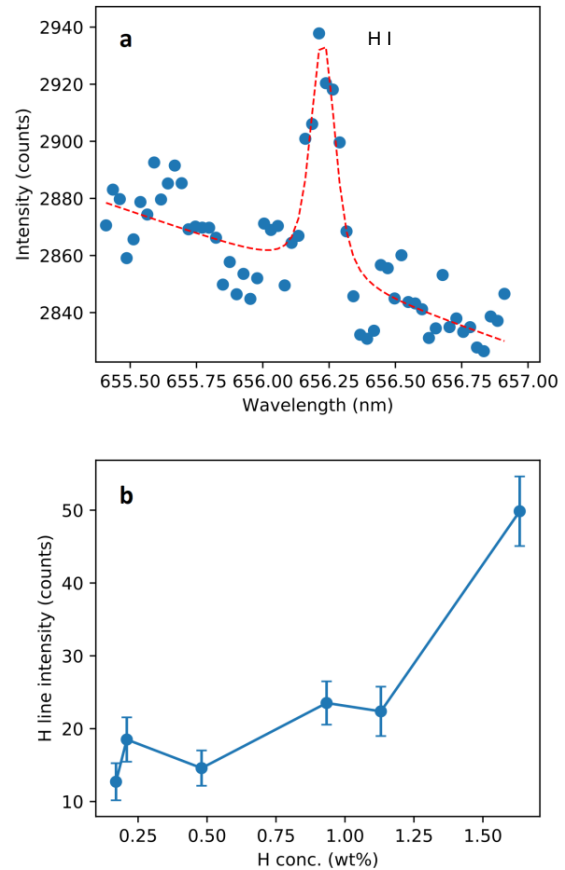 a
H I
Intensity (counts)
2940
2920
2900
2880
2860
2840
655.50 655.75 656.00 656.25 656.50 656.75 657.00
Wavelength (nm)
b
H line intensity (counts)
50
40
30
20
10
0.25 0.50 0.75 1.00 1.25 1.50
H conc. (wt%)